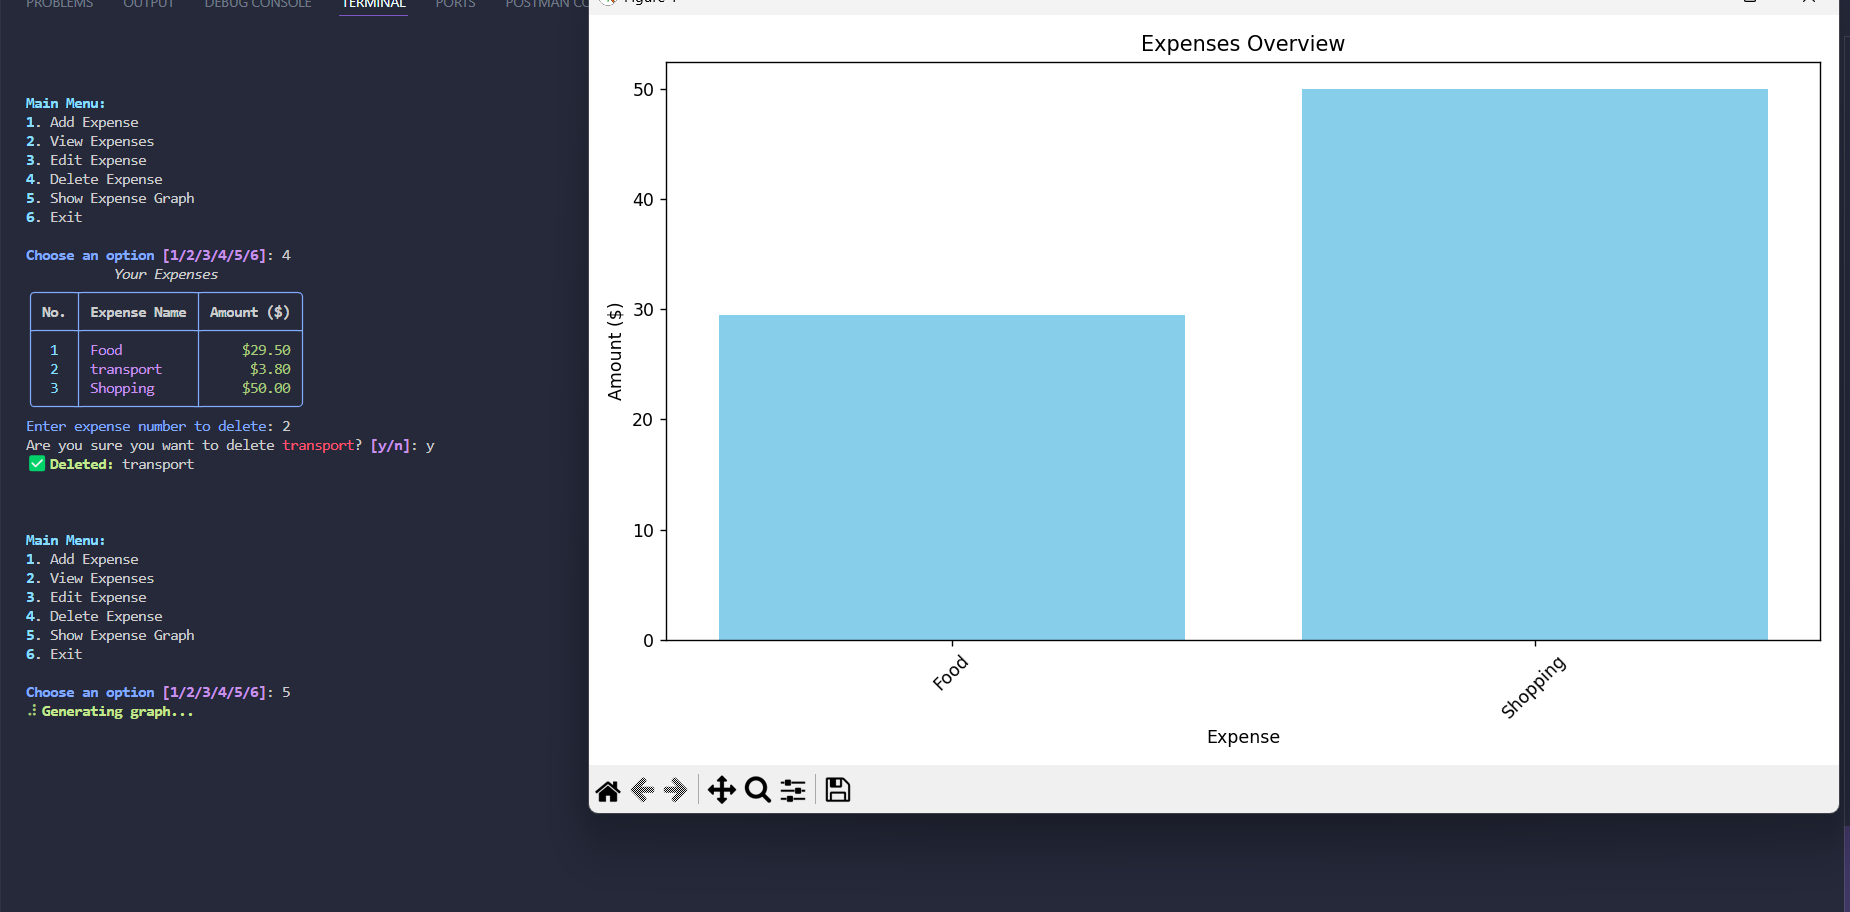 PROBLEMS OUTPUT DEBUG CONSOLE TERMINAL PORTS POSTMAN CO
Main Menu:
1. Add Expense
2. View Expenses
3. Edit Expense
4. Delete Expense
5. Show Expense Graph
6. Exit
Choose an option [1/2/3/4/5/6]: 4
Your Expenses
No. Expense Name Amount ($)
1 Food $29.50
2 transport $3.80
3 Shopping $50.00
Enter expense number to delete: 2
Are you sure you want to delete transport? [y/n]: y
✅ Deleted: transport
Main Menu:
1. Add Expense
2. View Expenses
3. Edit Expense
4. Delete Expense
5. Show Expense Graph
6. Exit
Choose an option [1/2/3/4/5/6]: 5
Generating graph...
Expenses Overview
50
40
30
20
10
0
Amount ($)
Food
Shopping
Expense